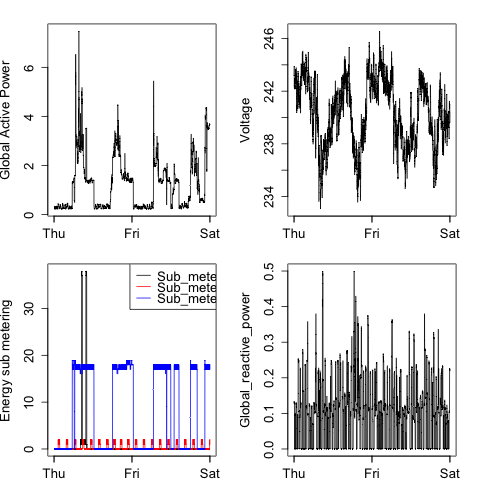 Global Active Power
0
2
4
6
Thu
Fri
Sat
Voltage
234
238
242
246
Thu
Fri
Sat
Energy sub metering
0
10
20
30
Sub_mete
Sub_mete
Sub_mete
Thu
Fri
Sat
Global_reactive_power
0.0
0.1
0.2
0.3
0.4
0.5
Thu
Fri
Sat